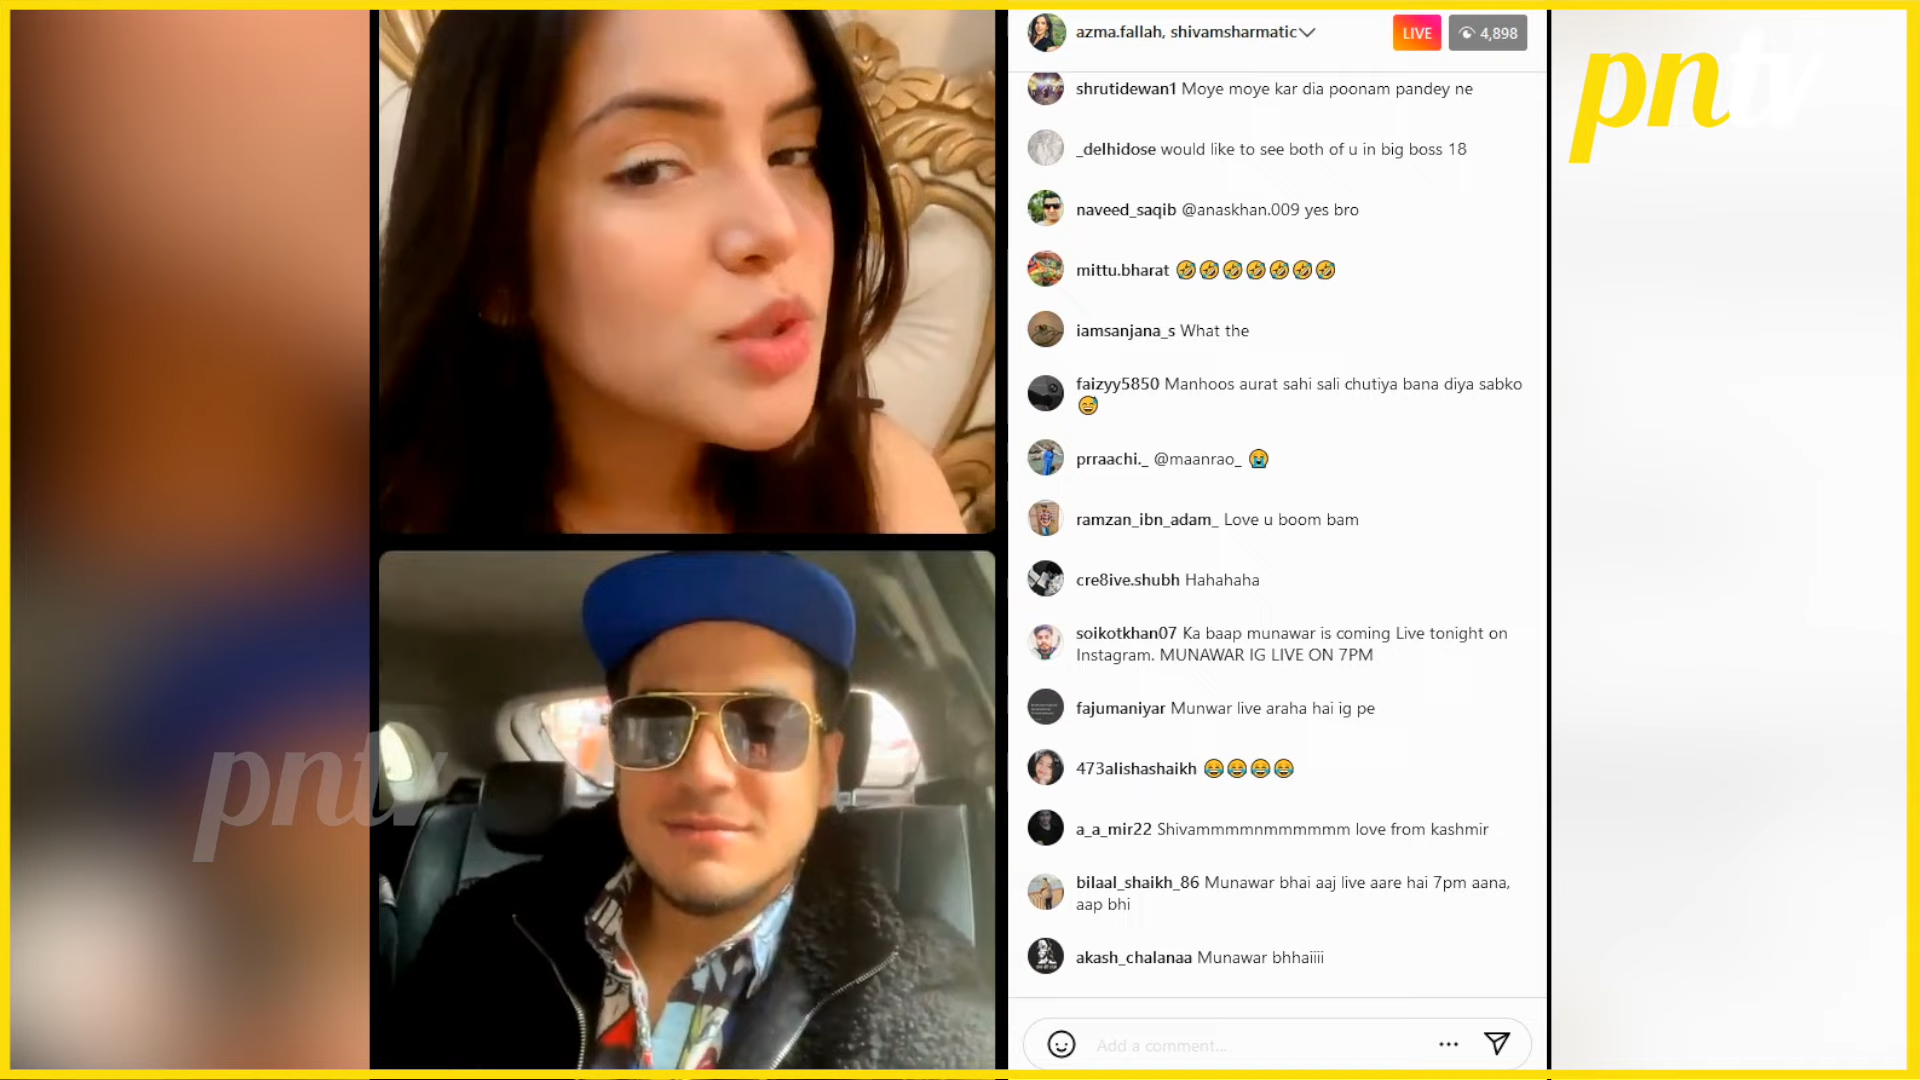 azma.fallah, shivamsharmatic
LIVE
4,898
pntv
shrutidewan1 Moye moye kar dia poonam pandey ne
_delhidose would like to see both of u in big boss 18
naveed_saqib @anaskhan.009 yes bro
mittu.bharat 🤣🤣🤣🤣🤣🤣🤣
iamsanjana_s What the
faizyy5850 Manhoos aurat sahi sali chutiya bana diya sabko
😅
prraachi._ @maanrao_ 😭
ramzan_ibn_adam_ Love u boom bam
cre8ive.shubh Hahahaha
soikotkhan07 Ka baap munawar is coming Live tonight on
Instagram. MUNAWAR IG LIVE ON 7PM
fajumaniyar Munwar live araha hai ig pe
473alishashaikh 😂😂😂😂
a_a_mir22 Shivammmmnmmmmmm love from kashmir
bilaal_shaikh_86 Munawar bhai aaj live aare hai 7pm aana,
aap bhi
akash_chalanaa Munawar bhhaiiii
Add a comment...
pntv